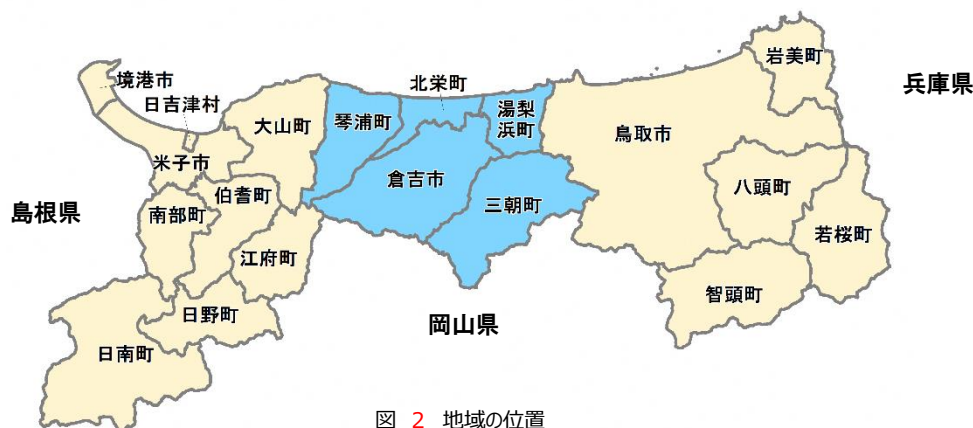 岩美町
兵庫県
境港市
北栄町
日吉津村
湯梨
浜町
大山町
琴浦町
鳥取市
米子市
倉吉市
八頭町
伯耆町
三朝町
島根県
南部町
若桜町
江府町
智頭町
日野町
岡山県
日南町
図 2 地域の位置